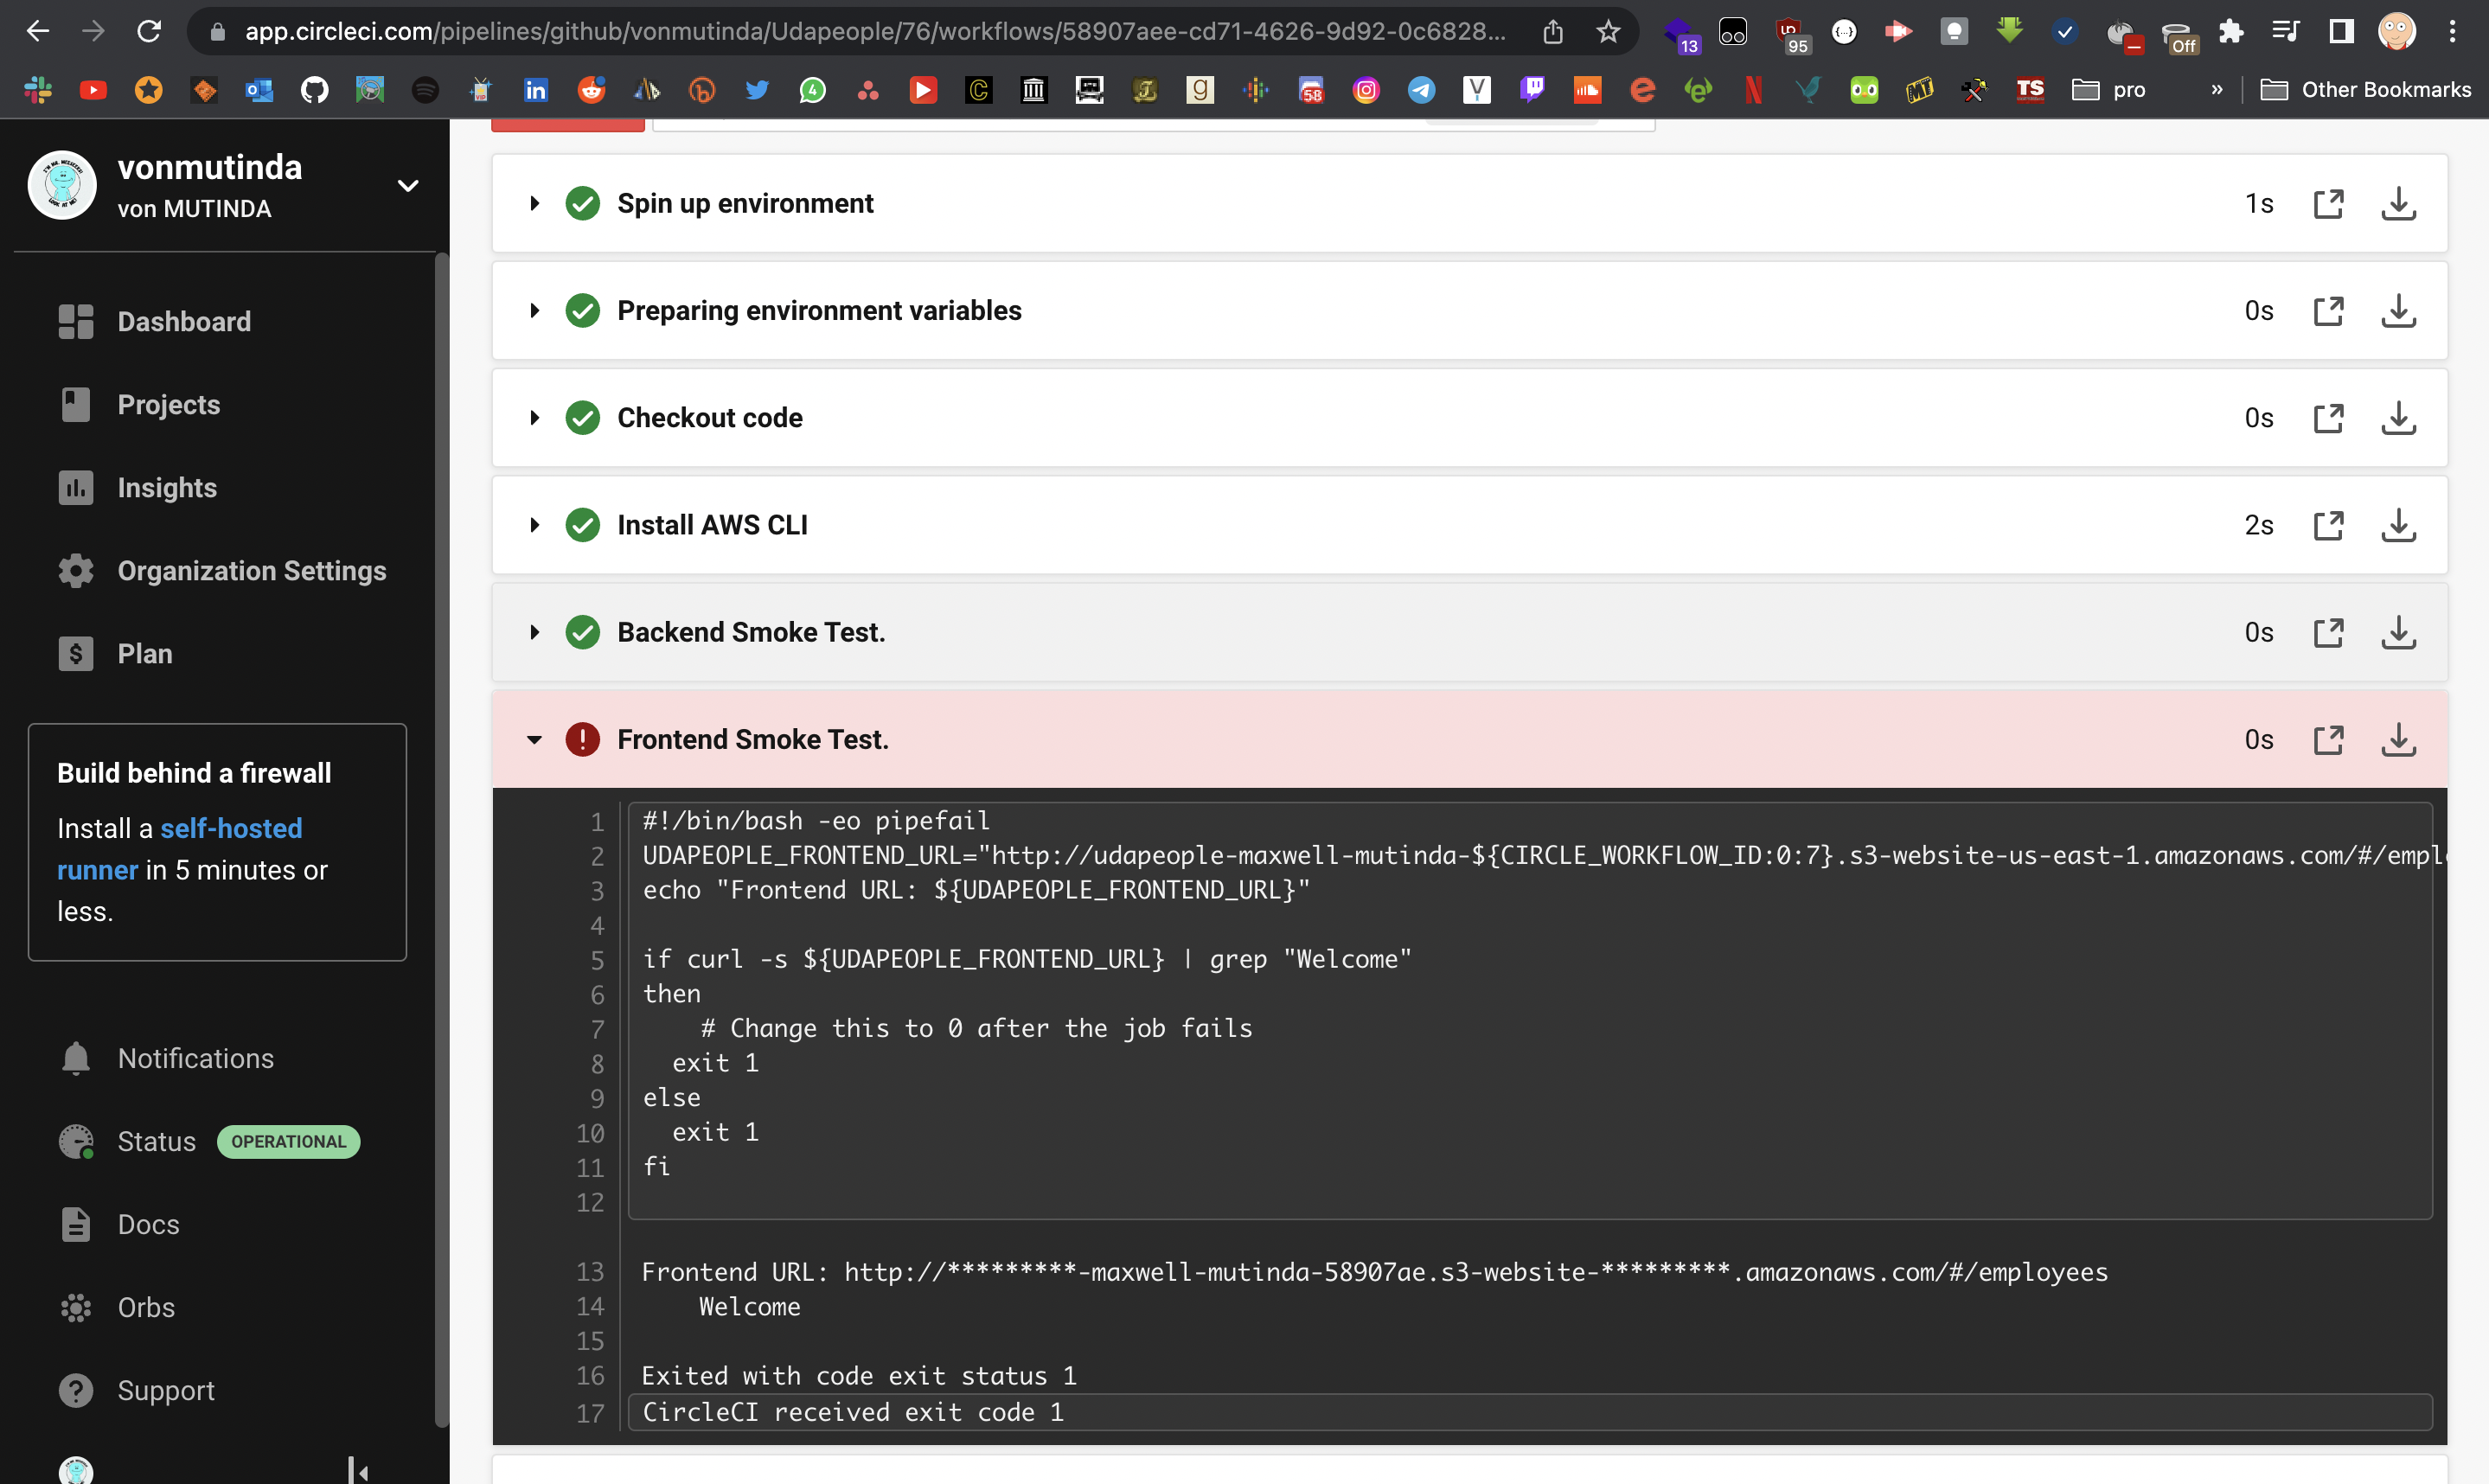 app.circleci.com/pipelines/github/vonmutinda/Udapeople/76/workflows/58907aee-cd71-4626-9d92-0c6828...
13
95
Off
4
58
TS
pro
»
Other Bookmarks
vonmutinda
von MUTINDA
Dashboard
Projects
Insights
Organization Settings
Plan
Build behind a firewall
Install a self-hosted
runner in 5 minutes or
less.
Notifications
Status OPERATIONAL
Docs
Orbs
Support
Spin up environment 1s
Preparing environment variables 0s
Checkout code 0s
Install AWS CLI 2s
Backend Smoke Test. 0s
Frontend Smoke Test. 0s
1 #!/bin/bash -eo pipefail
2 UDAPEOPLE_FRONTEND_URL="http://udapeople-maxwell-mutinda-${CIRCLE_WORKFLOW_ID:0:7}.s3-website-us-east-1.amazonaws.com/#/empl
3 echo "Frontend URL: ${UDAPEOPLE_FRONTEND_URL}"
4
5 if curl -s ${UDAPEOPLE_FRONTEND_URL} | grep "Welcome"
6 then
7 # Change this to 0 after the job fails
8 exit 1
9 else
10 exit 1
11 fi
12
13 Frontend URL: http://*********-maxwell-mutinda-58907ae.s3-website-*********.amazonaws.com/#/employees
14 Welcome
15
16 Exited with code exit status 1
17 CircleCI received exit code 1